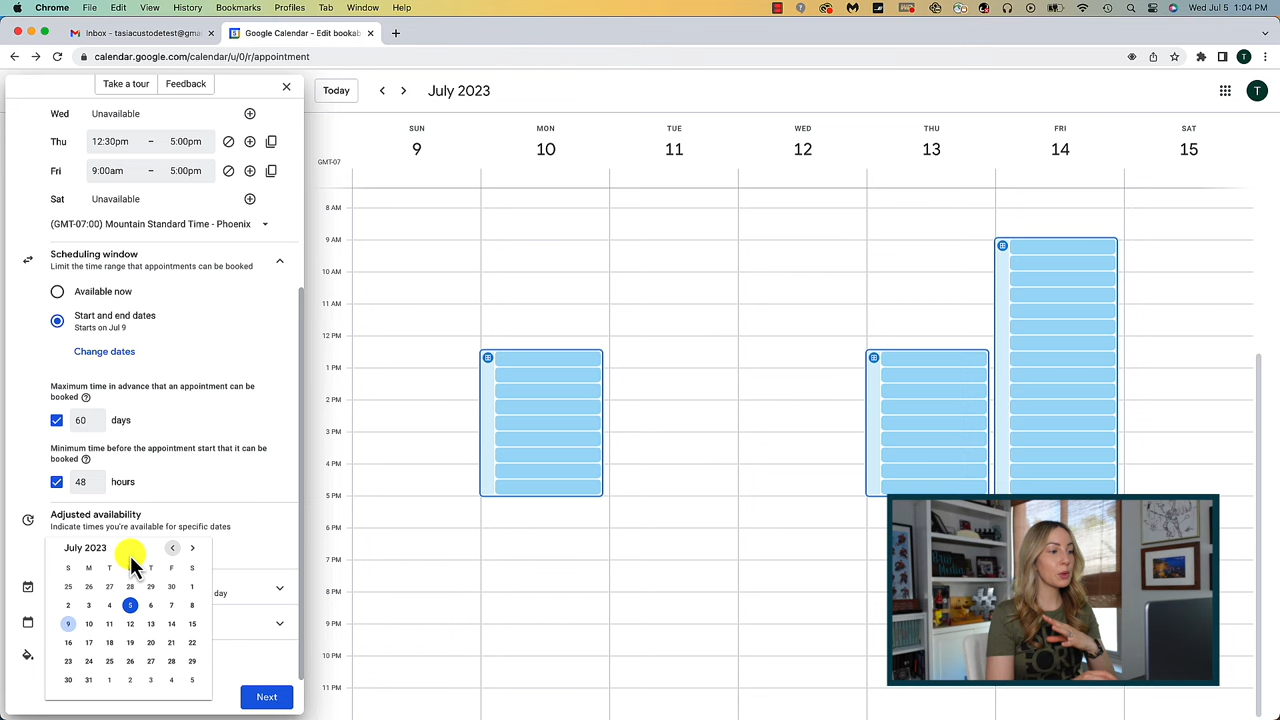 Chrome File Edit View History Bookmarks Profiles Tab Window Help Wed Jul 5 1:04 PM
Inbox - tasiacustodetest@gma
Google Calendar - Edit bookab
calendar.google.com/calendar/u/0/r/appointment
T
Take a tour
Feedback
Wed Unavailable
Thu 12:30pm – 5:00pm
Fri 9:00am – 5:00pm
Sat Unavailable
(GMT-07:00) Mountain Standard Time - Phoenix
Scheduling window
Limit the time range that appointments can be booked
Available now
Start and end dates
Starts on Jul 9
Change dates
Maximum time in advance that an appointment can be
booked
60 days
Minimum time before the appointment start that it can be
booked
48 hours
Adjusted availability
Indicate times you're available for specific dates
July 2023
S M T T F S
25 26 27 28 29 30 1
2 3 4 5 6 7 8
9 10 11 12 13 14 15
16 17 18 19 20 21 22
23 24 25 26 27 28 29
30 31 1 2 3 4 5
day
Next
Today
July 2023
T
SUN MON TUE WED THU FRI SAT
9 10 11 12 13 14 15
GMT-07
8 AM
9 AM
10 AM
11 AM
12 PM
1 PM
2 PM
3 PM
4 PM
5 PM
6 PM
7 PM
8 PM
9 PM
10 PM
11 PM